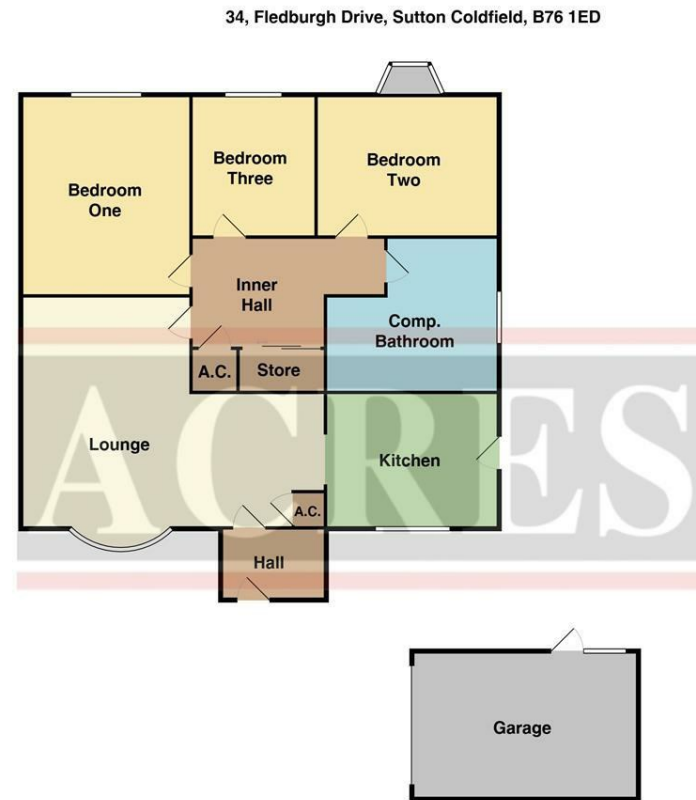 34, Fledburgh Drive, Sutton Coldfield, B76 1ED
Bedroom
One
Bedroom
Three
Bedroom
Two
Inner
Hall
Comp.
Bathroom
A.C.
Store
Lounge
Kitchen
A.C.
Hall
ACRES
Garage